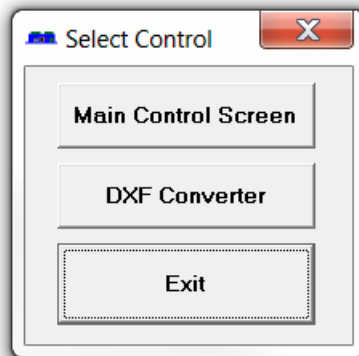 Select Control
Main Control Screen
DXF Converter
Exit